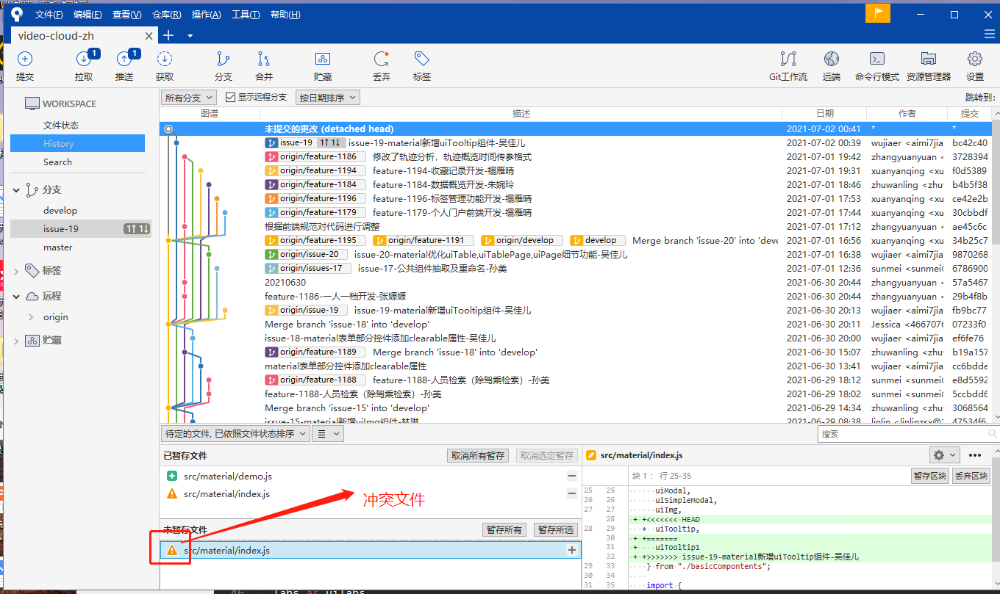 文件(F) 编辑(E) 查看(V) 仓库(R) 操作(A) 工具(T) 帮助(H)
video-cloud-zh
1 1
提交 拉取 推送 获取 分支 合并 贮藏 丢弃 标签 Git工作流 远端 命令行模式 资源管理器 设置
WORKSPACE
文件状态
History
Search
分支
develop
issue-19 1↑ 1↓
master
标签
远程
origin
贮藏
所有分支 显示远程分支 按日期排序 跳转到:
图谱 描述 日期 作者 提交
未提交的更改 (detached head) 2021-07-02 00:41 * *
issue-19 1↑ 1↓ issue-19-material新增uiTooltip组件-吴佳儿 2021-07-02 00:39 wujiaer <aimi7jia bc42c40
origin/feature-1186 修改了轨迹分析，轨迹概览时间传参格式 2021-07-01 19:42 zhangyuanyuan < 3728394
origin/feature-1194 feature-1194-收藏记录开发-禤雁晴 2021-07-01 19:31 xuanyanqing <xu f0d5389
origin/feature-1184 feature-1184-数据概览开发-朱婉玲 2021-07-01 18:46 zhuwanling <zhuv b4b5f38
origin/feature-1196 feature-1196-标签管理功能开发-禤雁晴 2021-07-01 17:53 xuanyanqing <xu ce42e2b
origin/feature-1179 feature-1179-个人门户前端开发-禤雁晴 2021-07-01 17:44 xuanyanqing <xu 30cbbdf
根据前端规范对代码进行调整 2021-07-01 17:12 zhangyuanyuan < ae45c6c
origin/feature-1195 origin/feature-1191 origin/develop develop Merge branch 'issue-20' into 'deve 2021-07-01 16:56 xuanyanqing <xu 34b25c7
origin/issue-20 issue-20-material优化uiTable,uiTablePage,uiPage细节功能-吴佳儿 2021-07-01 16:38 wujiaer <aimi7jia 9870268
origin/issues-17 issue-17-公共组件抽取及重命名-孙美 2021-07-01 12:36 sunmei <sunmei( 6786900
20210630 2021-06-30 20:44 zhangyuanyuan < 57a5467
feature-1186-一人一档开发-张嫄嫄 2021-06-30 20:44 zhangyuanyuan < 29b4f8b
origin/issue-19 issue-19-material新增uiTooltip组件-吴佳儿 2021-06-30 20:13 wujiaer <aimi7jia fb9bc77
Merge branch 'issue-18' into 'develop' 2021-06-30 20:11 Jessica <4667076 07233f0
issue-18-material表单部分控件添加clearable属性-吴佳儿 2021-06-30 20:00 wujiaer <aimi7jia ef6fe76
origin/feature-1189 Merge branch 'issue-18' into 'develop' 2021-06-30 15:07 zhuwanling <zhuv b19a157
material表单部分控件添加clearable属性 2021-06-30 13:41 wujiaer <aimi7jia cc6bdde
origin/feature-1188 feature-1188-人员检索（除驾乘检索）-孙美 2021-06-29 18:12 sunmei <sunmei( e8d5592
feature-1188-人员检索（除驾乘检索）-孙美 2021-06-29 18:02 sunmei <sunmei( 5ccbdd6
Merge branch 'issue-15' into 'develop' 2021-06-29 14:34 zhuwanling <zhuv 3068564
issue-15-material新增uiImg组件-林琳 2021-06-29 08:38 linlin <linlinzsx@ 47534f6
待定的文件, 已依照文件状态排序 搜索
已暂存文件 取消所有暂存 取消选定暂存
src/material/demo.js
src/material/index.js
冲突文件
未暂存文件 暂存所有 暂存所选
src/material/index.js
src/material/index.js
块 1： 行 25-35 暂存区块 丢弃区块
25 25 uiModal,
26 26 uiSimpleModal,
27 27 uiImg,
28 + +<<<<<<< HEAD
28 29 + uiTooltip,
30 + +=======
31 + + uiTooltip1
32 + +>>>>>>> issue-19-material新增uiTooltip组件-吴佳儿
29 33 } from "./basicCompontents";
30 34
31 35 import {
46 Tabs as uiTabs